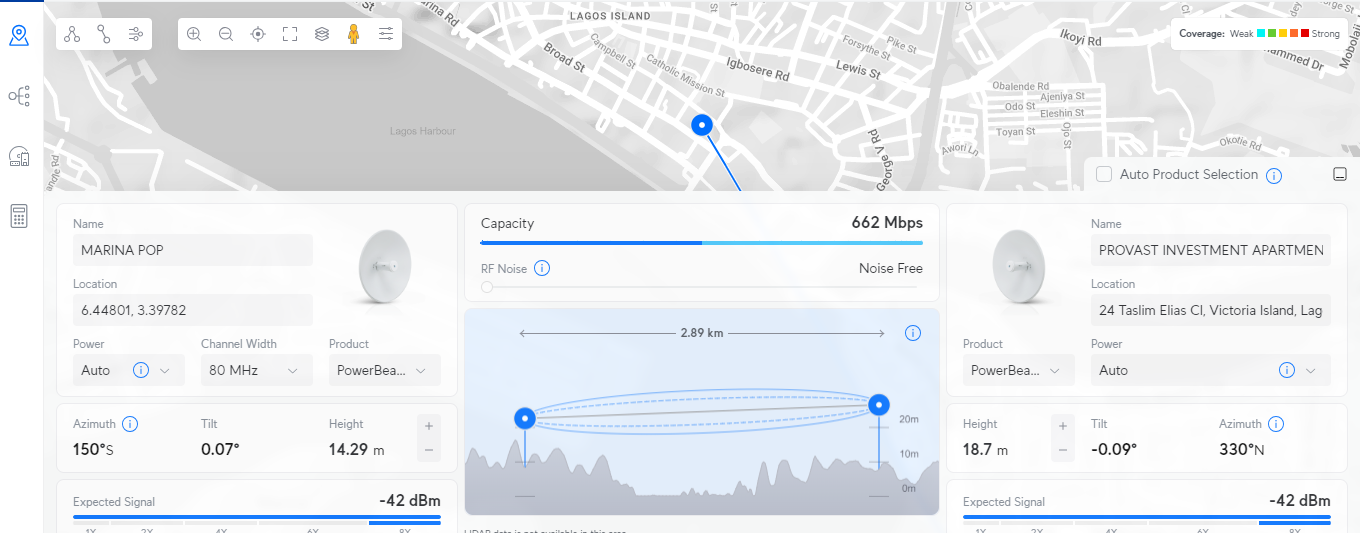 LAGOS ISLAND
Broad St
Campbell St
Catholic Mission St
Igbosere Rd
Lewis St
Forsythe St
Pike St
Ikoyi Rd
Obalende Rd
Ajeniya St
Odo St
Eleshin St
Toyan St
Ojo St
Okotie Rd
Awori Ln
George V Rd
Lagos Harbour
Coverage: Weak Strong
Auto Product Selection
Name
MARINA POP
Location
6.44801, 3.39782
Power Channel Width Product
Auto 80 MHz PowerBea...
Azimuth Tilt Height
150°S 0.07° 14.29 m
+
−
Expected Signal -42 dBm
1X 2X 4X 6X 8X
Capacity 662 Mbps
RF Noise Noise Free
2.89 km
20m
10m
0m
LIDAR data is not available in this area
Name
PROVAST INVESTMENT APARTMEN
Location
24 Taslim Elias Cl, Victoria Island, Lag
Product Power
PowerBea... Auto
Height Tilt Azimuth
18.7 m -0.09° 330°N
+
−
Expected Signal -42 dBm
1X 2X 4X 6X 8X